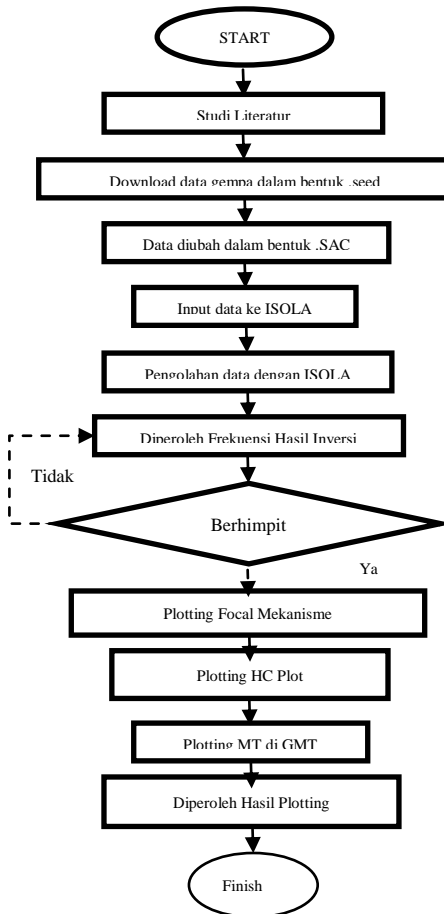 START
Studi Literatur
Download data gempa dalam bentuk .seed
Data diubah dalam bentuk .SAC
Input data ke ISOLA
Pengolahan data dengan ISOLA
Diperoleh Frekuensi Hasil Inversi
Tidak
Berhimpit
Ya
Plotting Focal Mekanisme
Plotting HC Plot
Plotting MT di GMT
Diperoleh Hasil Plotting
Finish